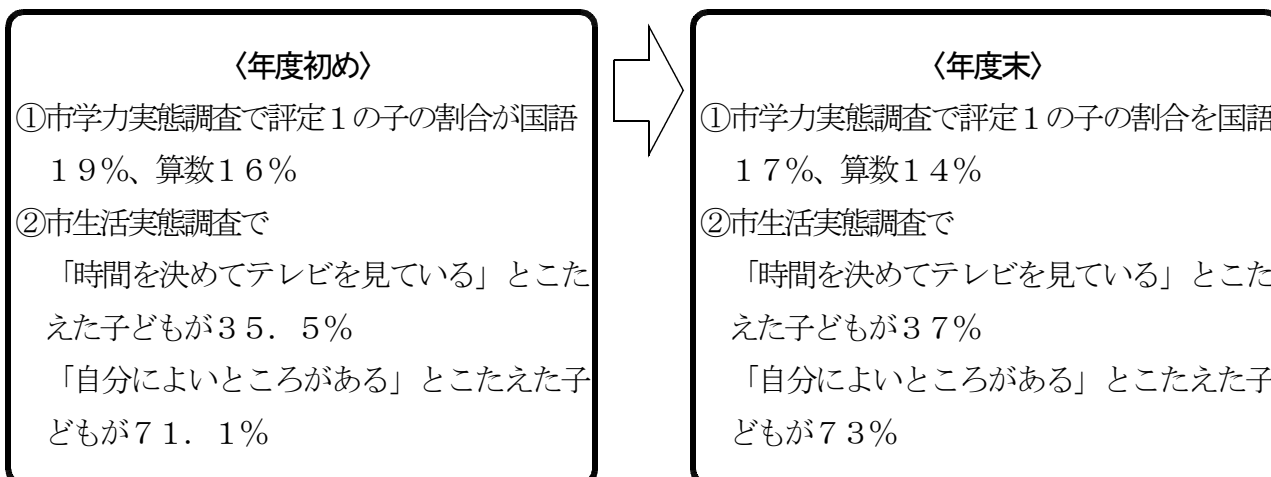 〈年度初め〉
①市学力実態調査で評定１の子の割合が国語
１９％、算数１６％
②市生活実態調査で
「時間を決めてテレビを見ている」とこた
えた子どもが３５．５％
「自分によいところがある」とこたえた子
どもが７１．１％
〈年度末〉
①市学力実態調査で評定１の子の割合を国語
１７％、算数１４％
②市生活実態調査で
「時間を決めてテレビを見ている」とこた
えた子どもが３７％
「自分によいところがある」とこたえた子
どもが７３％